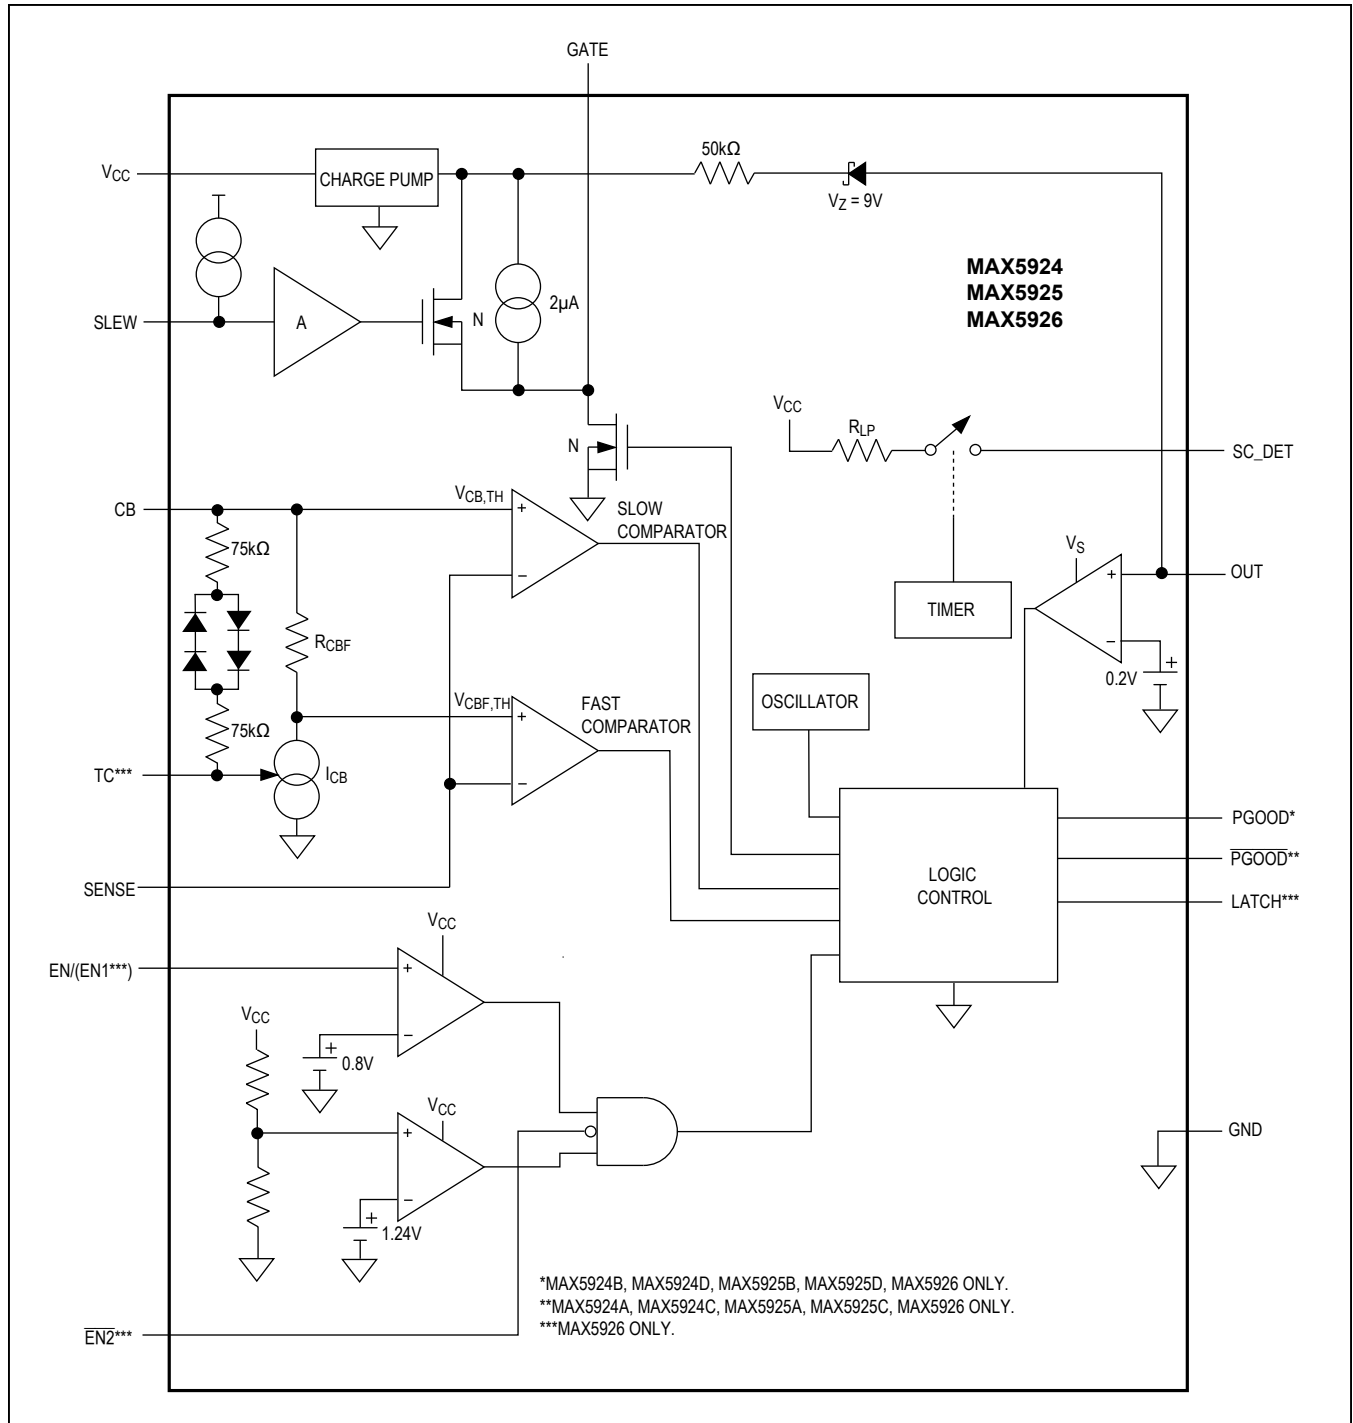 GATE
VCC
CHARGE PUMP
50kΩ
VZ = 9V
MAX5924
MAX5925
MAX5926
SLEW
A
N
2µA
N
VCC
RLP
SC_DET
CB
VCB,TH
+
−
SLOW
COMPARATOR
75kΩ
RCBF
VS
+
−
OUT
TIMER
0.2V
+
75kΩ
VCBF,TH
+
−
FAST
COMPARATOR
OSCILLATOR
TC***
ICB
PGOOD*
PGOOD**
LATCH***
LOGIC
CONTROL
SENSE
VCC
EN/(EN1***)
+
−
VCC
+
0.8V
VCC
+
−
+
1.24V
GND
*MAX5924B, MAX5924D, MAX5925B, MAX5925D, MAX5926 ONLY.
**MAX5924A, MAX5924C, MAX5925A, MAX5925C, MAX5926 ONLY.
***MAX5926 ONLY.
EN2***